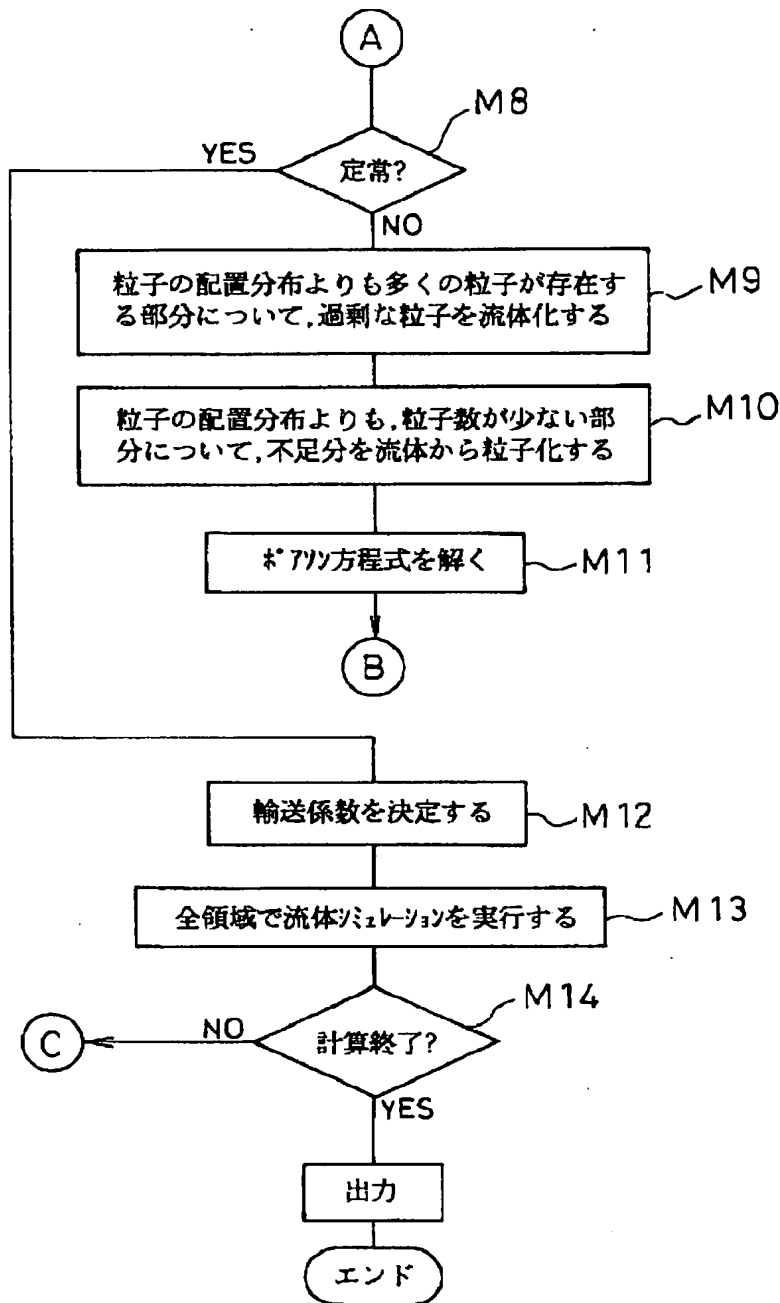 A
M8
YES
定常?
NO
粒子の配置分布よりも多くの粒子が存在す
る部分について,過剰な粒子を流体化する
M9
粒子の配置分布よりも,粒子数が少ない部
分について,不足分を流体から粒子化する
M10
ポアソン方程式を解く
M11
B
輸送係数を決定する
M12
全領域で流体シミュレーションを実行する
M13
M14
C
NO
計算終了?
YES
出力
エンド